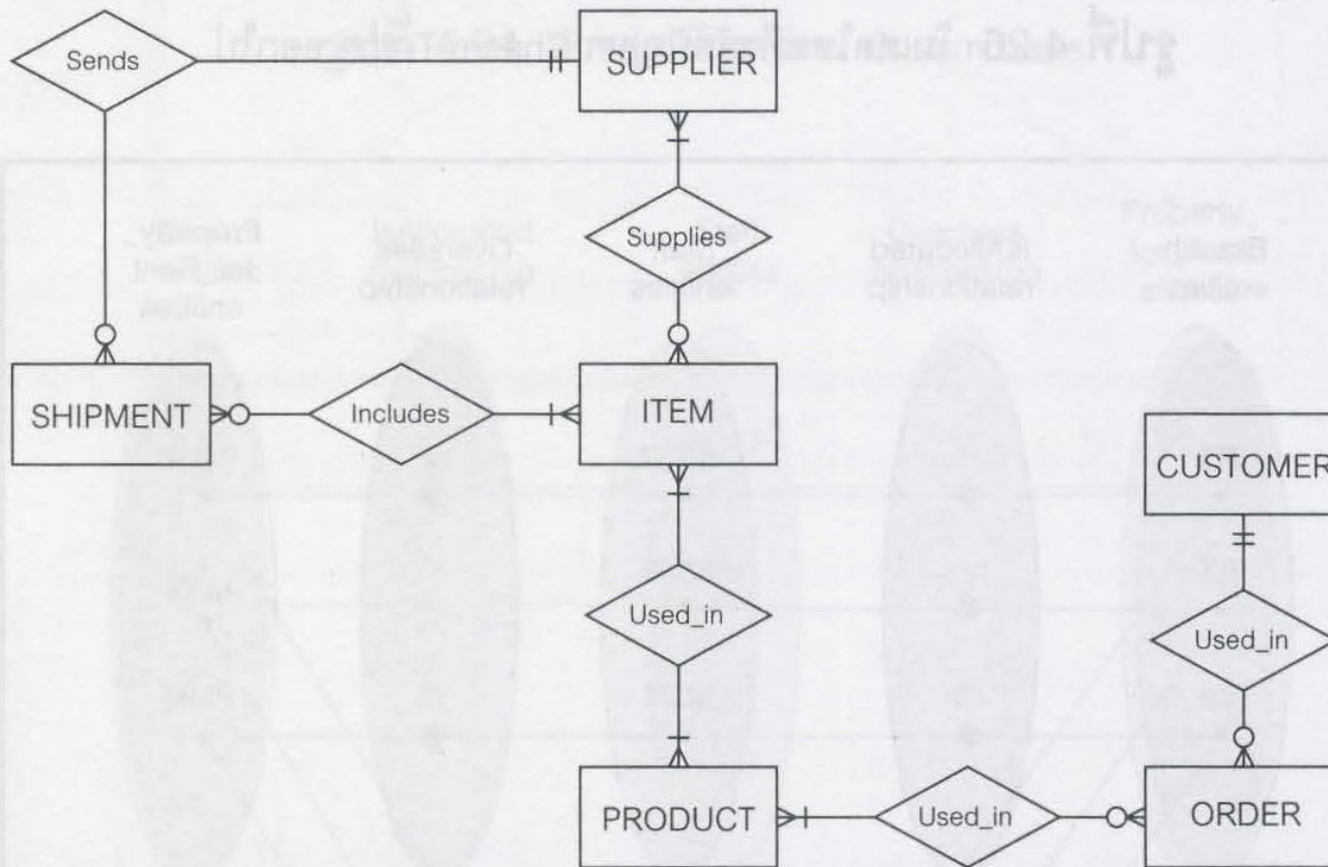 Sends
SUPPLIER
Supplies
SHIPMENT
Includes
ITEM
CUSTOMER
Used_in
Used_in
PRODUCT
Used_in
ORDER